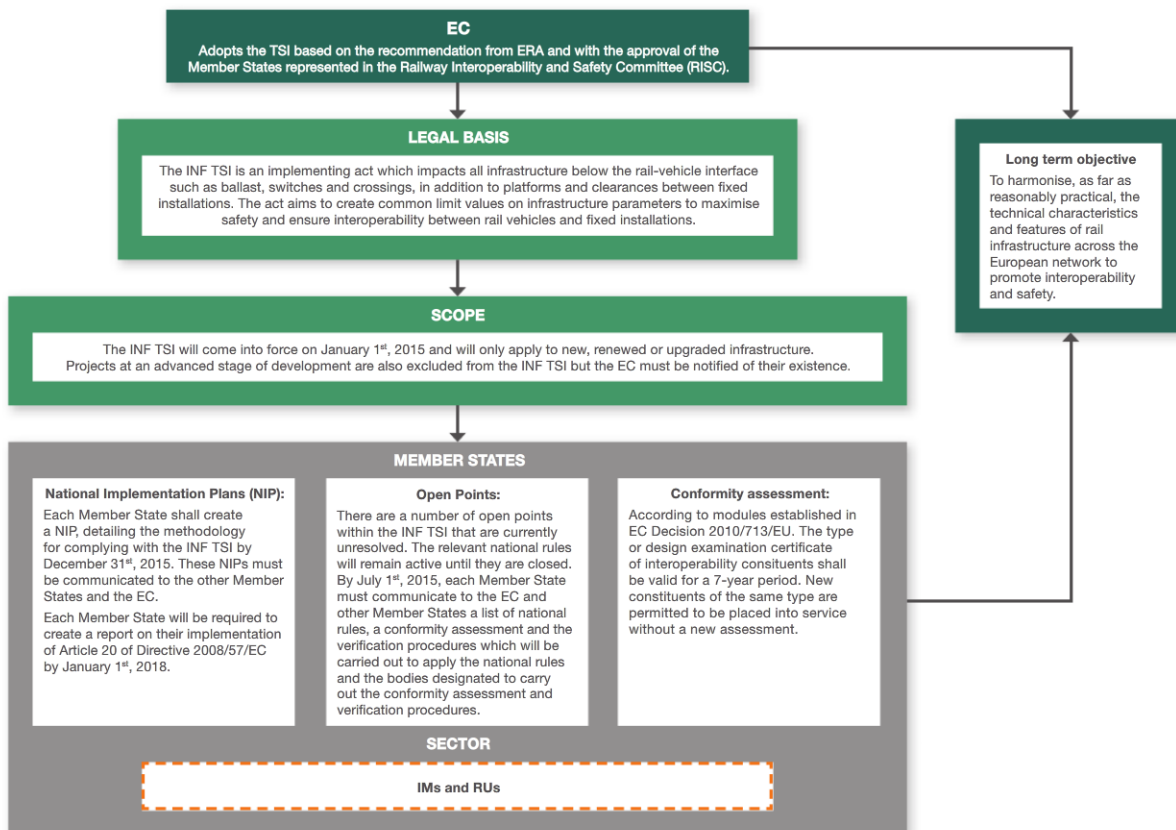 EC
Adopts the TSI based on the recommendation from ERA and with the approval of the
Member States represented in the Railway Interoperability and Safety Committee (RISC).
LEGAL BASIS
The INF TSI is an implementing act which impacts all infrastructure below the rail-vehicle interface
such as ballast, switches and crossings, in addition to platforms and clearances between fixed
installations. The act aims to create common limit values on infrastructure parameters to maximise
safety and ensure interoperability between rail vehicles and fixed installations.
Long term objective
To harmonise, as far as
reasonably practical, the
technical characteristics
and features of rail
infrastructure across the
European network to
promote interoperability
and safety.
SCOPE
The INF TSI will come into force on January 1st, 2015 and will only apply to new, renewed or upgraded infrastructure.
Projects at an advanced stage of development are also excluded from the INF TSI but the EC must be notified of their existence.
MEMBER STATES
National Implementation Plans (NIP):
Each Member State shall create
a NIP, detailing the methodology
for complying with the INF TSI by
December 31st, 2015. These NIPs must
be communicated to the other Member
States and the EC.
Each Member State will be required to
create a report on their implementation
of Article 20 of Directive 2008/57/EC
by January 1st, 2018.
Open Points:
There are a number of open points
within the INF TSI that are currently
unresolved. The relevant national rules
will remain active until they are closed.
By July 1st, 2015, each Member State
must communicate to the EC and
other Member States a list of national
rules, a conformity assessment and the
verification procedures which will be
carried out to apply the national rules
and the bodies designated to carry
out the conformity assessment and
verification procedures.
Conformity assessment:
According to modules established in
EC Decision 2010/713/EU. The type
or design examination certificate
of interoperability consituents shall
be valid for a 7-year period. New
constituents of the same type are
permitted to be placed into service
without a new assessment.
SECTOR
IMs and RUs